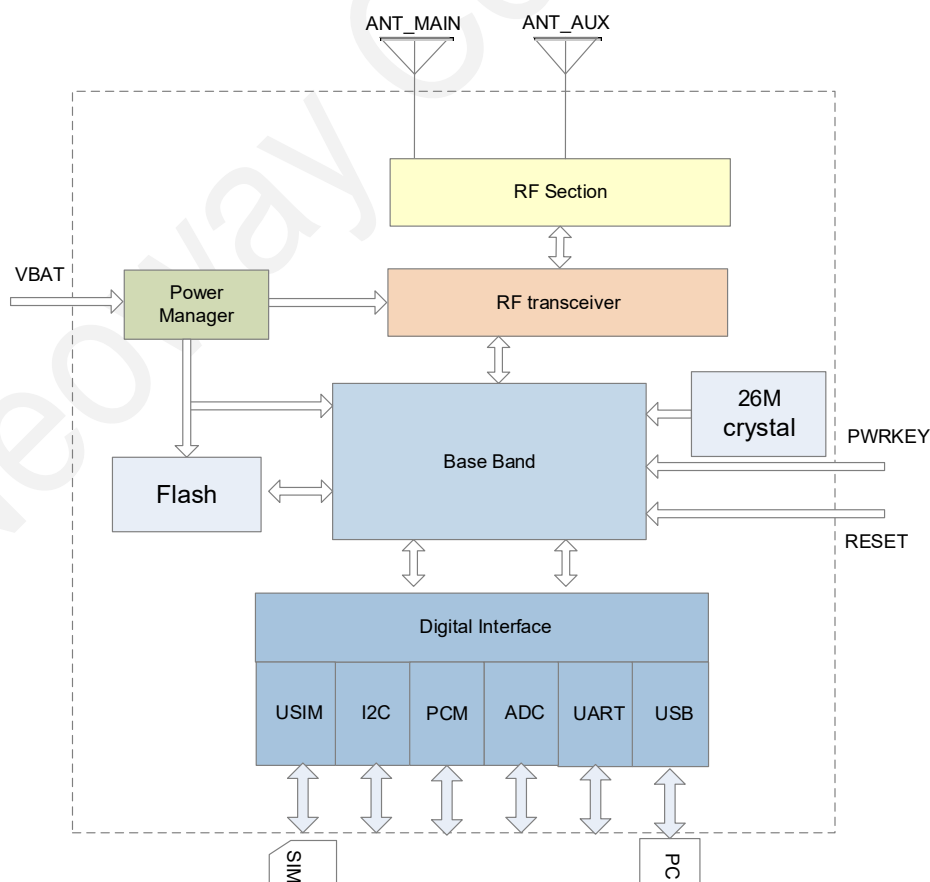 ANT_MAIN
ANT_AUX
RF Section
VBAT
Power
Manager
RF transceiver
26M
crystal
PWRKEY
Base Band
Flash
RESET
Digital Interface
USIM
I2C
PCM
ADC
UART
USB
SIM
PC